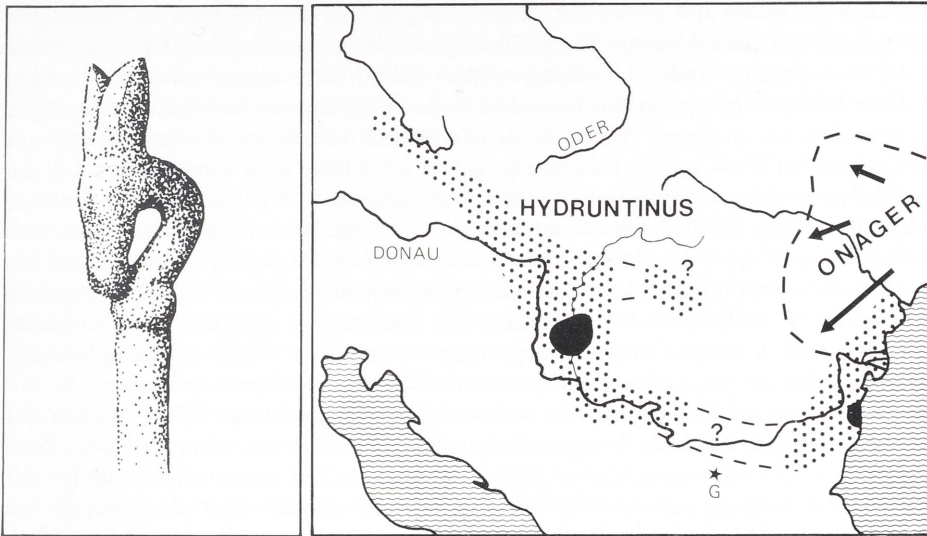 ODER
HYDRUNTINUS
DONAU
?
ONAGER
?
G